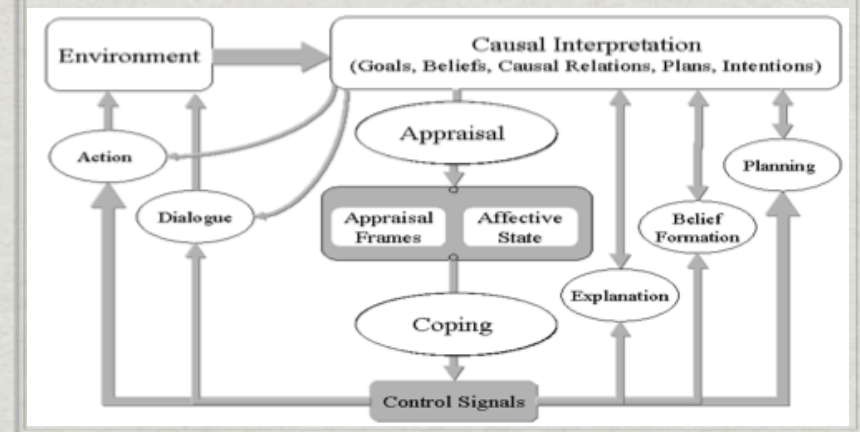 Environment
Causal Interpretation
(Goals, Beliefs, Causal Relations, Plans, Intentions)
Appraisal
Action
Planning
Dialogue
Appraisal
Frames
Affective
State
Belief
Formation
Explanation
Coping
Control Signals